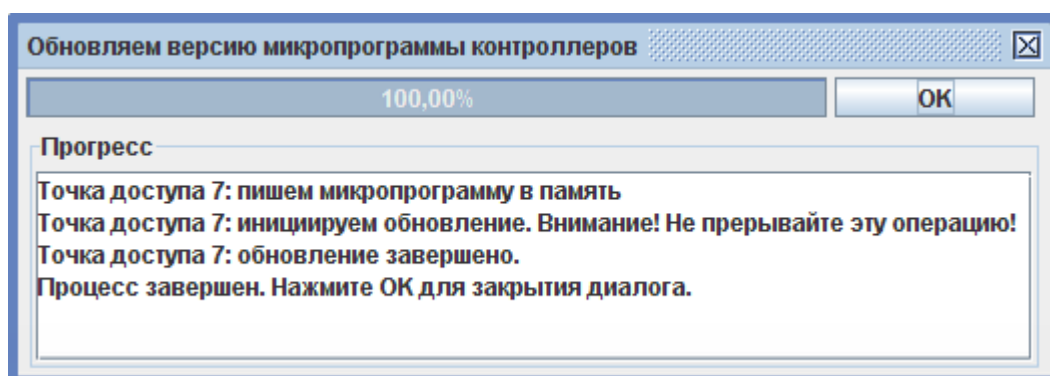 Обновляем версию микропрограммы контроллеров
100,00%
ОК
Прогресс
Точка доступа 7: пишем микропрограмму в память
Точка доступа 7: инициируем обновление. Внимание! Не прерывайте эту операцию!
Точка доступа 7: обновление завершено.
Процесс завершен. Нажмите ОК для закрытия диалога.